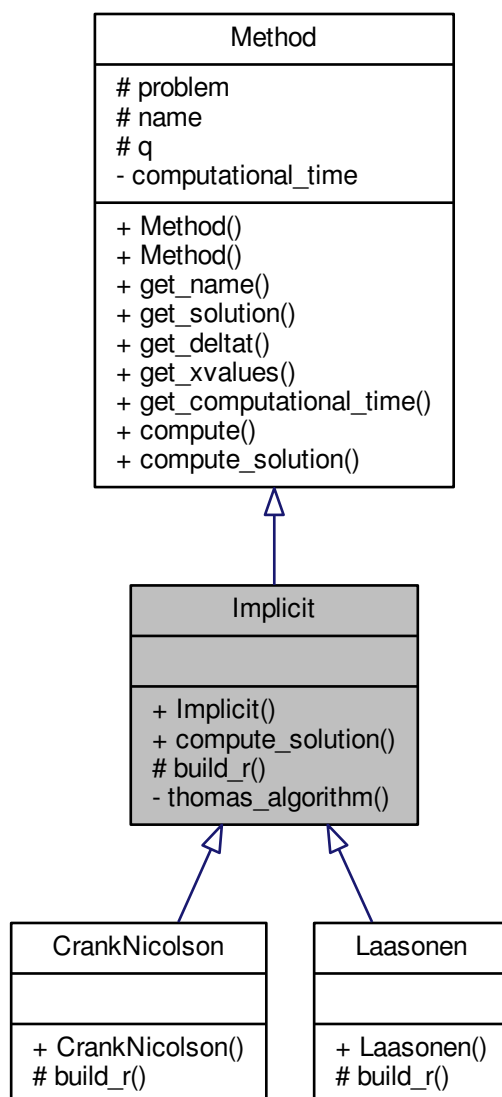 Method
# problem
# name
# q
- computational_time
+ Method()
+ Method()
+ get_name()
+ get_solution()
+ get_deltat()
+ get_xvalues()
+ get_computational_time()
+ compute()
+ compute_solution()
Implicit
+ Implicit()
+ compute_solution()
# build_r()
- thomas_algorithm()
CrankNicolson
+ CrankNicolson()
# build_r()
Laasonen
+ Laasonen()
# build_r()